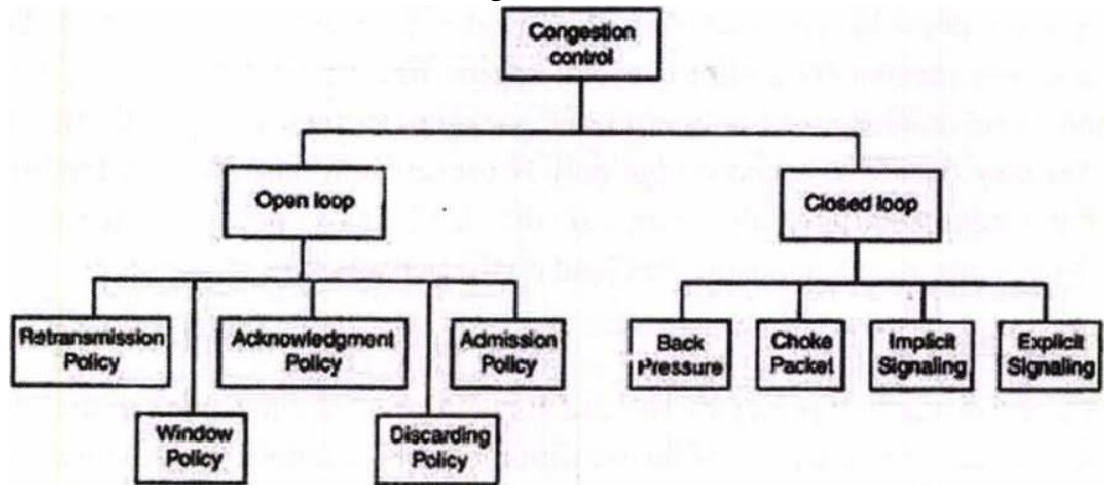 Congestion
control
Open loop
Closed loop
Retransmission
Policy
Acknowledgment
Policy
Admission
Policy
Back
Pressure
Choke
Packet
Implicit
Signaling
Explicit
Signaling
Window
Policy
Discarding
Policy